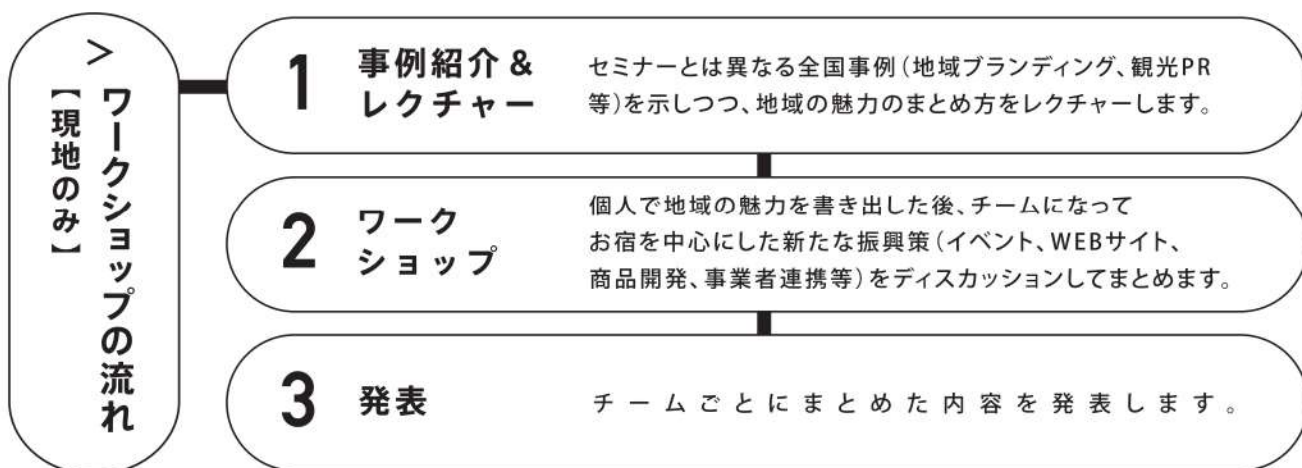 ＞
ワークショップの流れ
【現地のみ】
1
事例紹介＆
レクチャー
セミナーとは異なる全国事例（地域ブランディング、観光PR
等）を示しつつ、地域の魅力のまとめ方をレクチャーします。
2
ワーク
ショップ
個人で地域の魅力を書き出した後、チームになって
お宿を中心にした新たな振興策（イベント、WEBサイト、
商品開発、事業者連携等）をディスカッションしてまとめます。
3
発表
チームごとにまとめた内容を発表します。